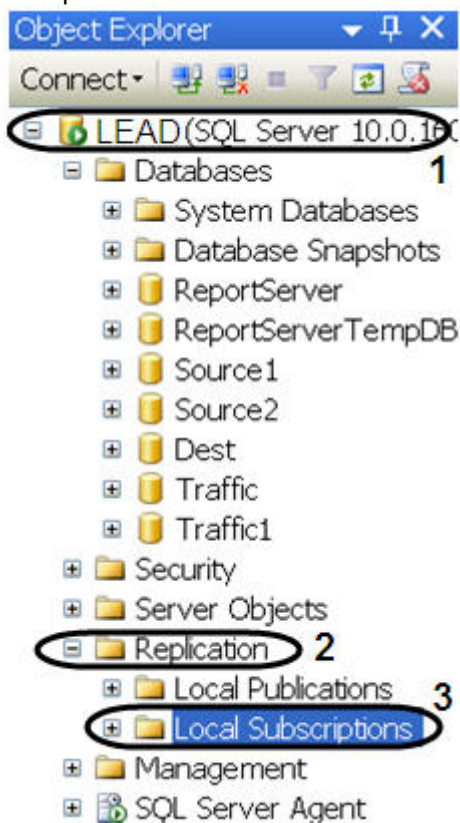 Object Explorer
Connect
LEAD(SQL Server 10.0.160
1
Databases
System Databases
Database Snapshots
ReportServer
ReportServerTempDB
Source1
Source2
Dest
Traffic
Traffic1
Security
Server Objects
Replication 2
Local Publications
3
Local Subscriptions
Management
SQL Server Agent